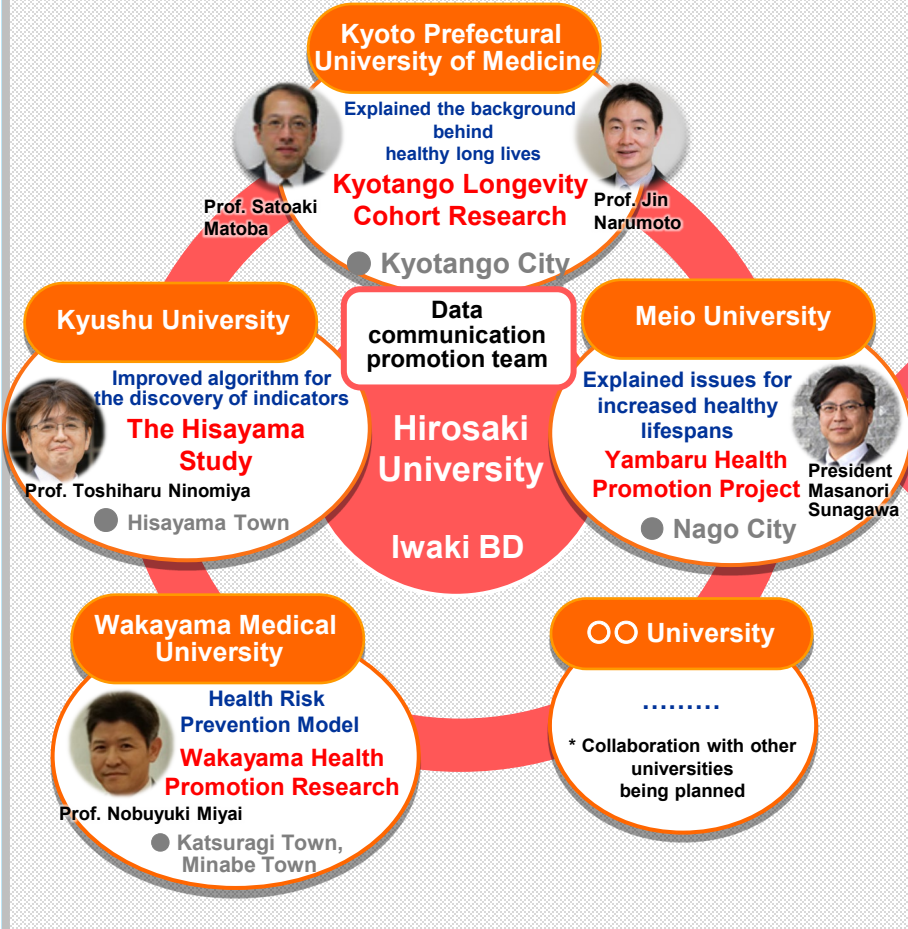 Kyoto Prefectural
University of Medicine
Explained the background
behind
healthy long lives
Kyotango Longevity
Cohort Research
Prof. Satoaki
Matoba
Prof. Jin
Narumoto
● Kyotango City
Data
communication
promotion team
Hirosaki
University
Iwaki BD
Kyushu University
Improved algorithm for
the discovery of indicators
The Hisayama
Study
Prof. Toshiharu Ninomiya
● Hisayama Town
Meio University
Explained issues for
increased healthy
lifespans
Yambaru Health
Promotion Project
President
Masanori
Sunagawa
● Nago City
Wakayama Medical
University
Health Risk
Prevention Model
Wakayama Health
Promotion Research
Prof. Nobuyuki Miyai
● Katsuragi Town,
Minabe Town
○○ University
.........
* Collaboration with other
universities
being planned